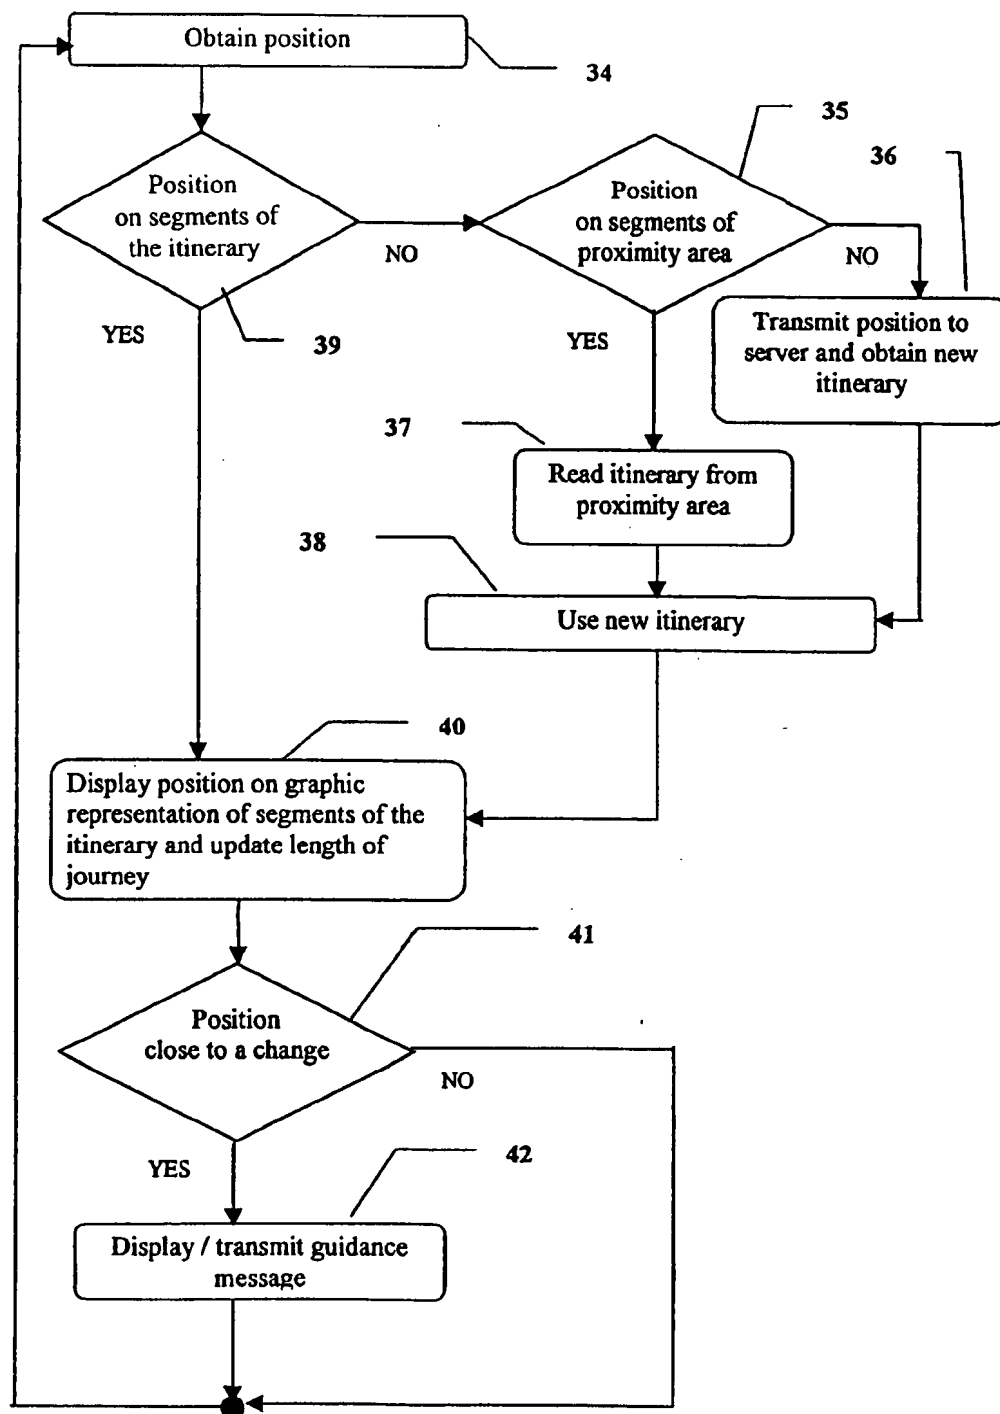 Obtain position
34
35
36
Position
on segments of
the itinerary
NO
Position
on segments of
proximity area
NO
YES
39
YES
Transmit position to
server and obtain new
itinerary
37
Read itinerary from
proximity area
38
Use new itinerary
40
Display position on graphic
representation of segments of the
itinerary and update length of
journey
41
Position
close to a change
NO
YES
42
Display / transmit guidance
message